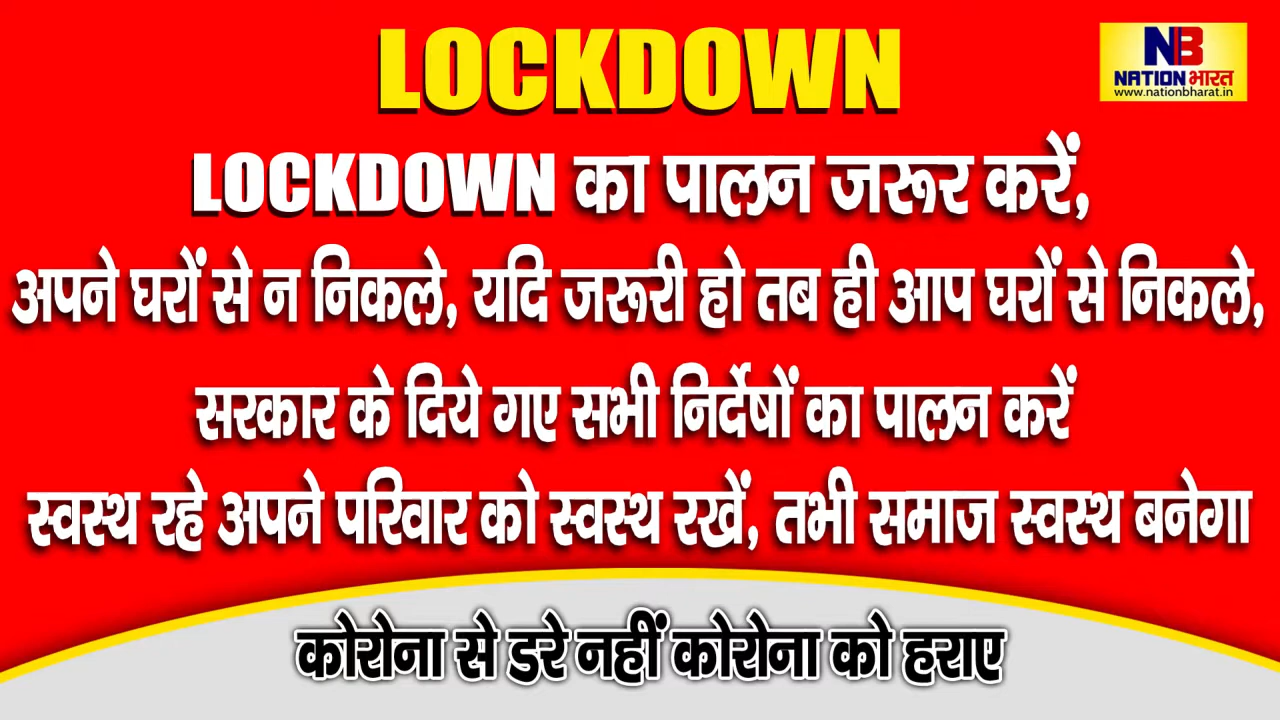 LOCKDOWN
NB
NATION भारत
www.nationbharat.in
LOCKDOWN का पालन जरूर करें,
अपने घरों से न निकले, यदि जरूरी हो तब ही आप घरों से निकले,
सरकार के दिये गए सभी निर्देषों का पालन करें
स्वस्थ रहे अपने परिवार को स्वस्थ रखें, तभी समाज स्वस्थ बनेगा
कोरोना से डरे नहीं कोरोना को हराए